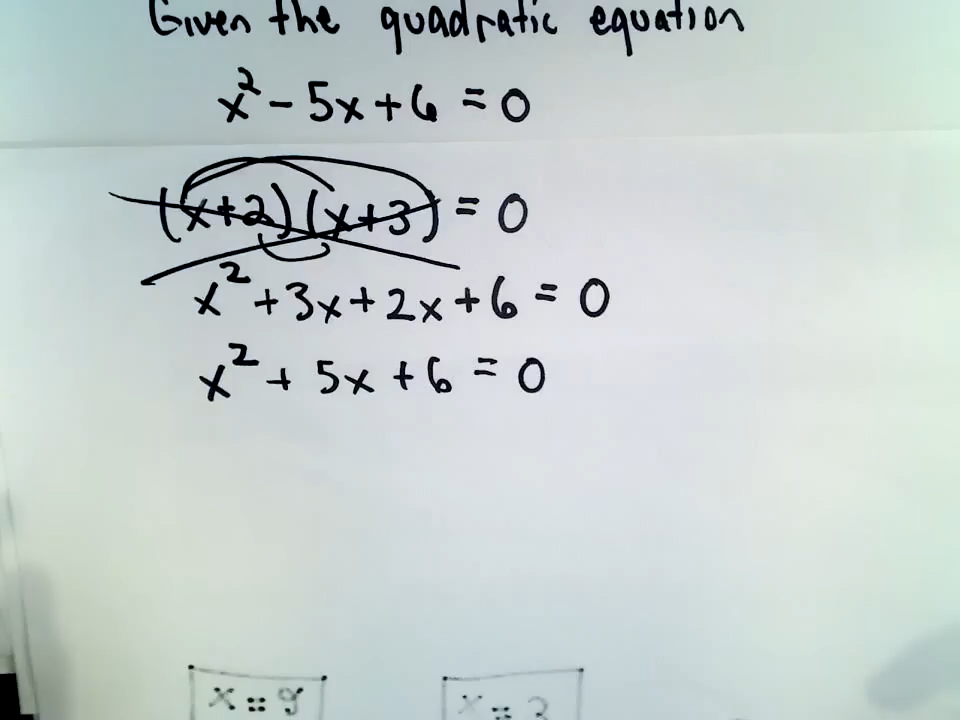 Given the quadratic equation
x² - 5x + 6 = 0
(x+2)(x+3) = 0
x² + 3x + 2x + 6 = 0
x² + 5x + 6 = 0